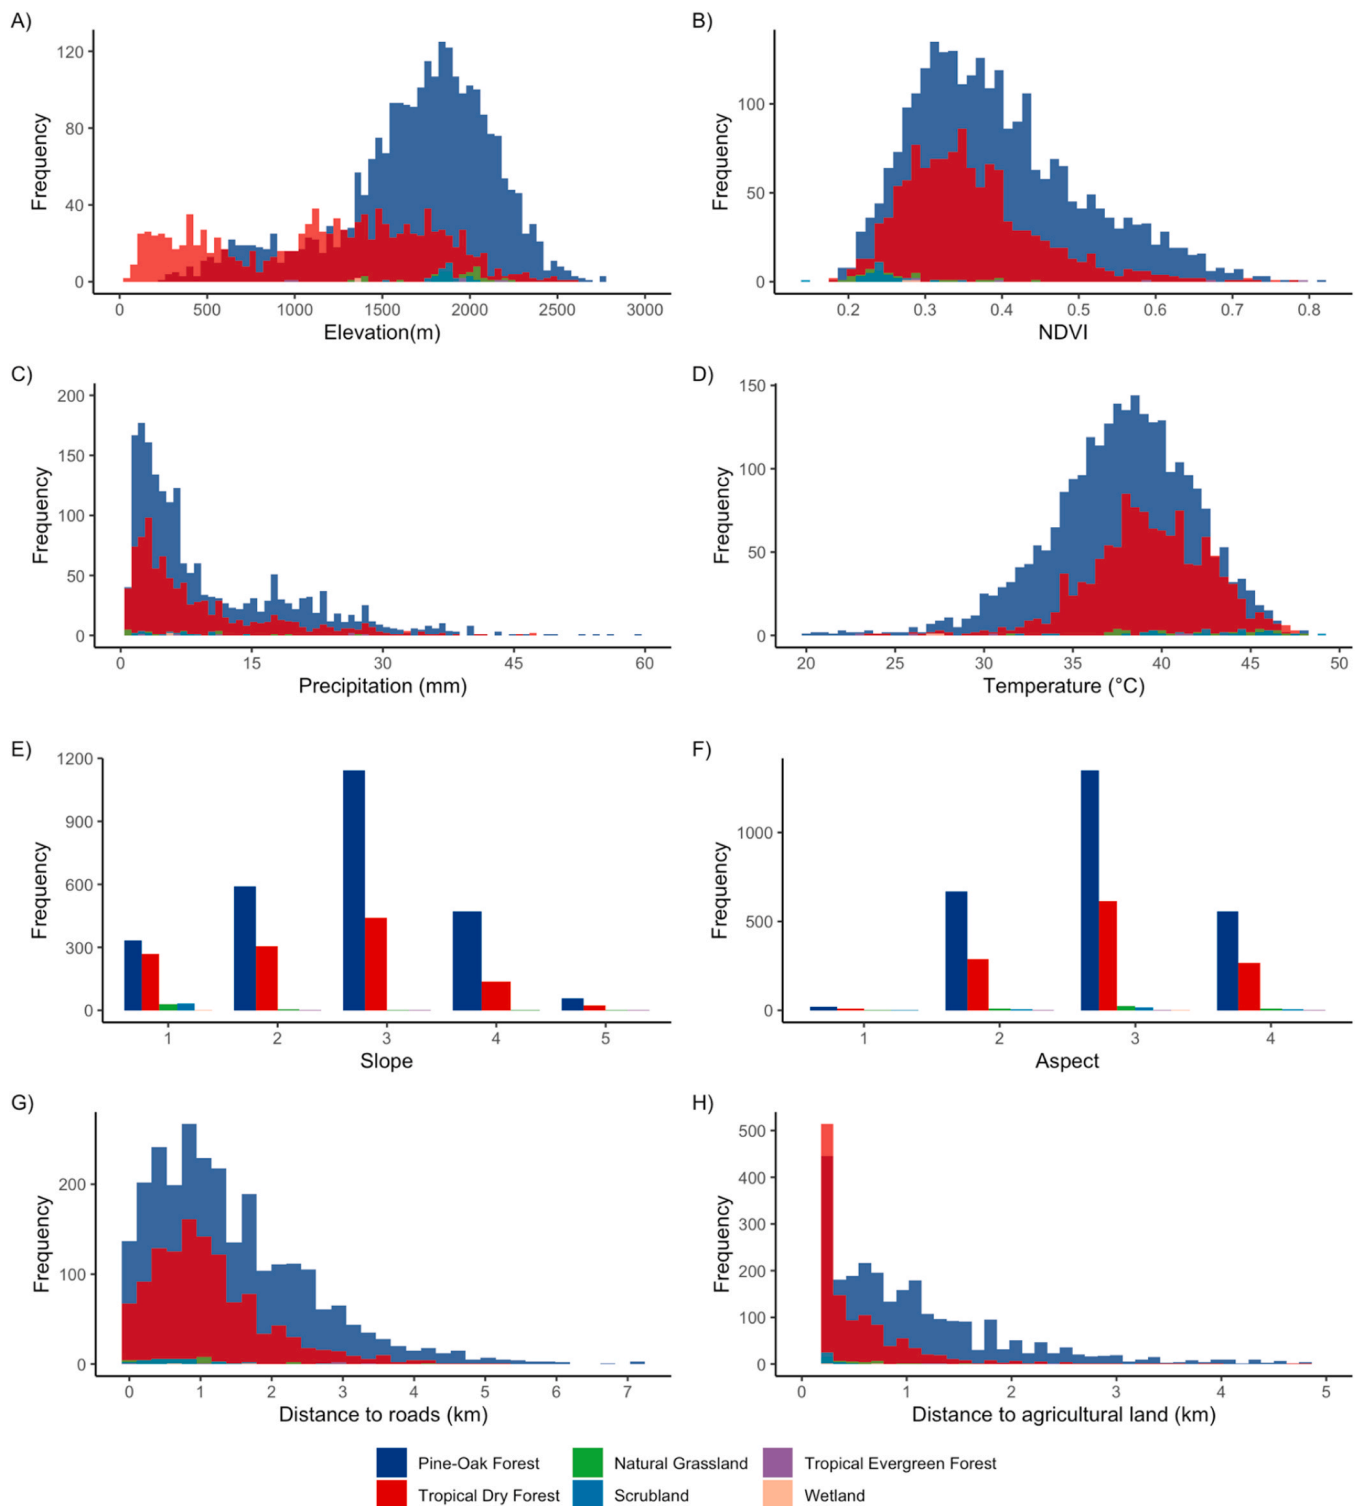 A)
Frequency
120
80
40
0
0 500 1000 1500 2000 2500 3000
Elevation(m)
B)
Frequency
100
50
0
0.2 0.3 0.4 0.5 0.6 0.7 0.8
NDVI
C)
Frequency
200
150
100
50
0
0 15 30 45 60
Precipitation (mm)
D)
Frequency
150
100
50
0
20 25 30 35 40 45 50
Temperature (°C)
E)
Frequency
1200
900
600
300
0
1 2 3 4 5
Slope
F)
Frequency
1000
500
0
1 2 3 4
Aspect
G)
Frequency
200
100
0
0 1 2 3 4 5 6 7
Distance to roads (km)
H)
Frequency
500
400
300
200
100
0
0 1 2 3 4 5
Distance to agricultural land (km)
Pine-Oak Forest Natural Grassland Tropical Evergreen Forest
Tropical Dry Forest Scrubland Wetland